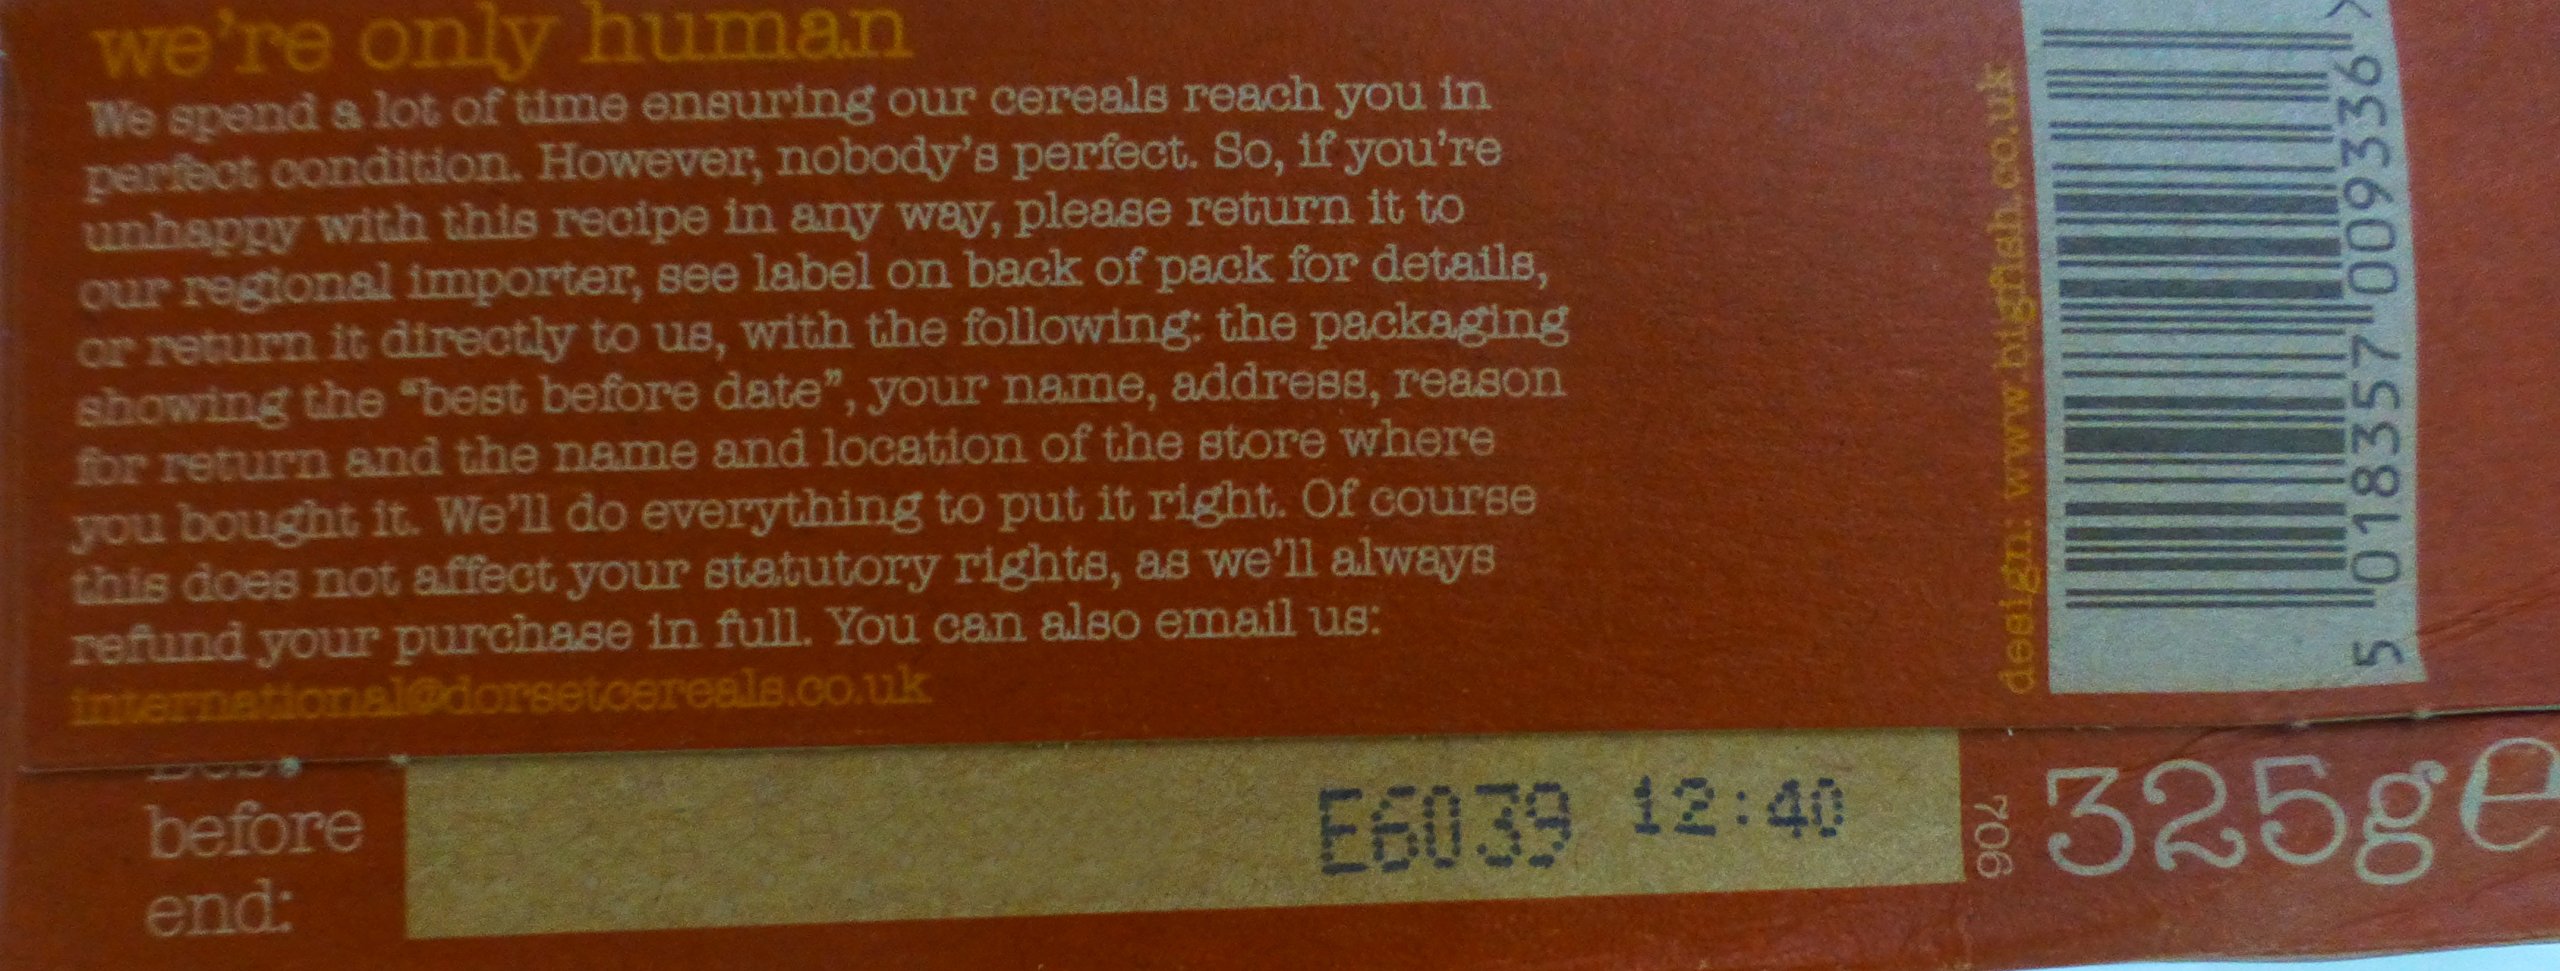 we're only human
We spend a lot of time ensuring our cereals reach you in
perfect condition. However, nobody's perfect. So, if you're
unhappy with this recipe in any way, please return it to
our regional importer, see label on back of pack for details,
or return it directly to us, with the following: the packaging
showing the “best before date”, your name, address, reason
for return and the name and location of the store where
you bought it. We'll do everything to put it right. Of course
this does not affect your statutory rights, as we'll always
refund your purchase in full. You can also email us:
international@dorsetcereals.co.uk
design: www.bigfish.co.uk
5 018357 009336 >
before
end:
E6039 12:40
706
325g e